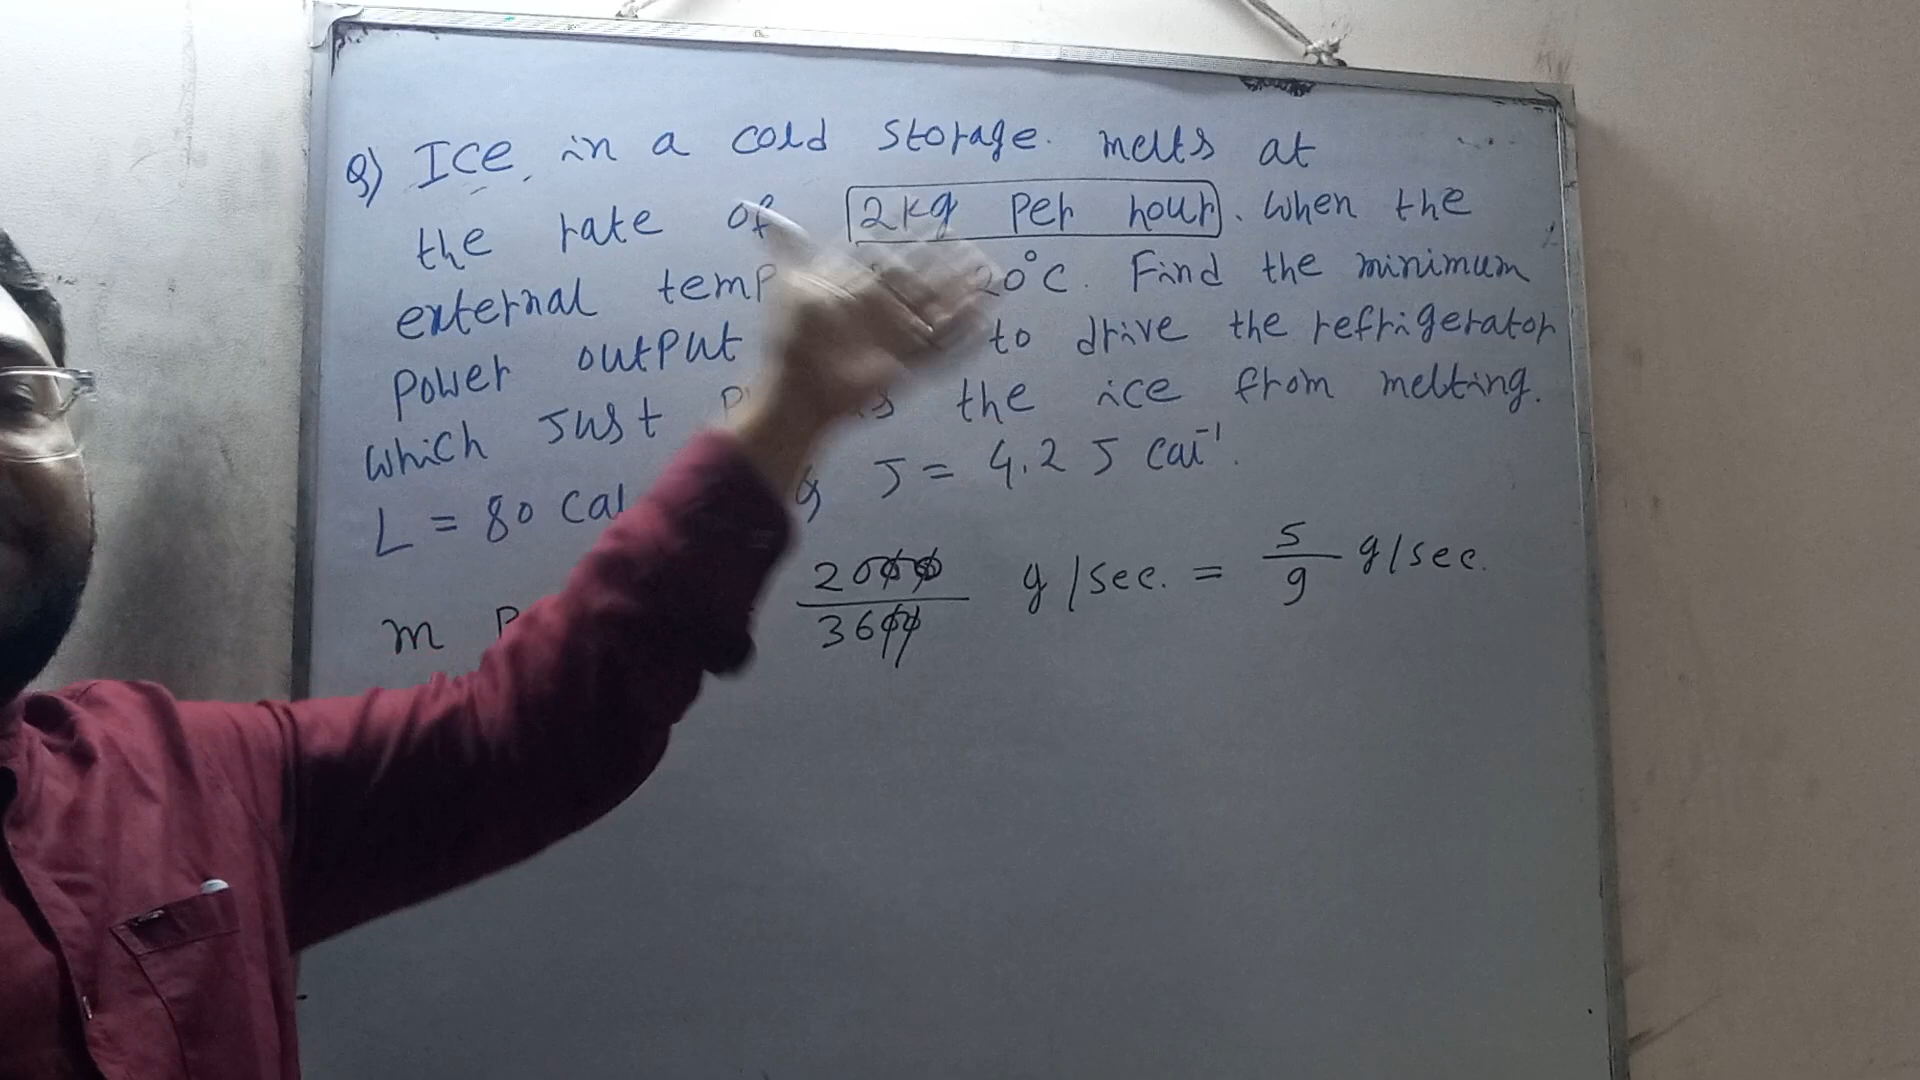 Q) Ice in a cold storage. melts at
the rate of 2kg per hour. when the
external temp 20°C. Find the minimum
Power output to drive the refrigerator
which just the ice from melting.
L = 80 cal & J = 4.2 J cal⁻¹.
m 2000/3600 g/sec. = 5/9 g/sec.